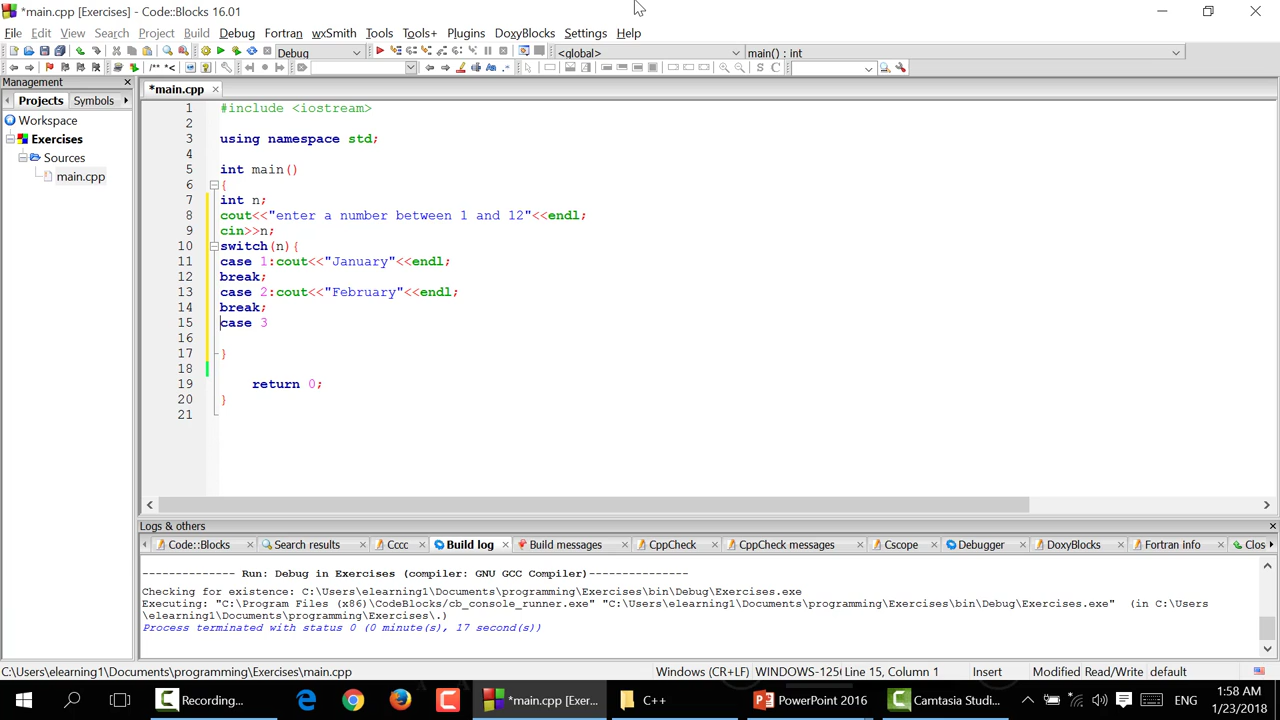 *main.cpp [Exercises] - Code::Blocks 16.01
File Edit View Search Project Build Debug Fortran wxSmith Tools Tools+ Plugins DoxyBlocks Settings Help
Debug <global> main() : int
/** *<
Aa .* S C
Management
Projects Symbols
*main.cpp
Workspace
Exercises
Sources
main.cpp
1 #include <iostream>
2
3 using namespace std;
4
5 int main()
6 {
7 int n;
8 cout<<"enter a number between 1 and 12"<<endl;
9 cin>>n;
10 switch(n){
11 case 1:cout<<"January"<<endl;
12 break;
13 case 2:cout<<"February"<<endl;
14 break;
15 case 3
16
17 }
18
19 return 0;
20 }
21
Logs & others
Code::Blocks Search results Cccc Build log Build messages CppCheck CppCheck messages Cscope Debugger DoxyBlocks Fortran info Clos
-------------- Run: Debug in Exercises (compiler: GNU GCC Compiler)---------------
Checking for existence: C:\Users\elearning1\Documents\programming\Exercises\bin\Debug\Exercises.exe
Executing: "C:\Program Files (x86)\CodeBlocks/cb_console_runner.exe" "C:\Users\elearning1\Documents\programming\Exercises\bin\Debug\Exercises.exe" (in C:\Users
\elearning1\Documents\programming\Exercises\.)
Process terminated with status 0 (0 minute(s), 17 second(s))
C:\Users\elearning1\Documents\programming\Exercises\main.cpp Windows (CR+LF) WINDOWS-125( Line 15, Column 1 Insert Modified Read/Write default
Recording... *main.cpp [Exer... C++ PowerPoint 2016 Camtasia Studi... ENG 1:58 AM
1/23/2018